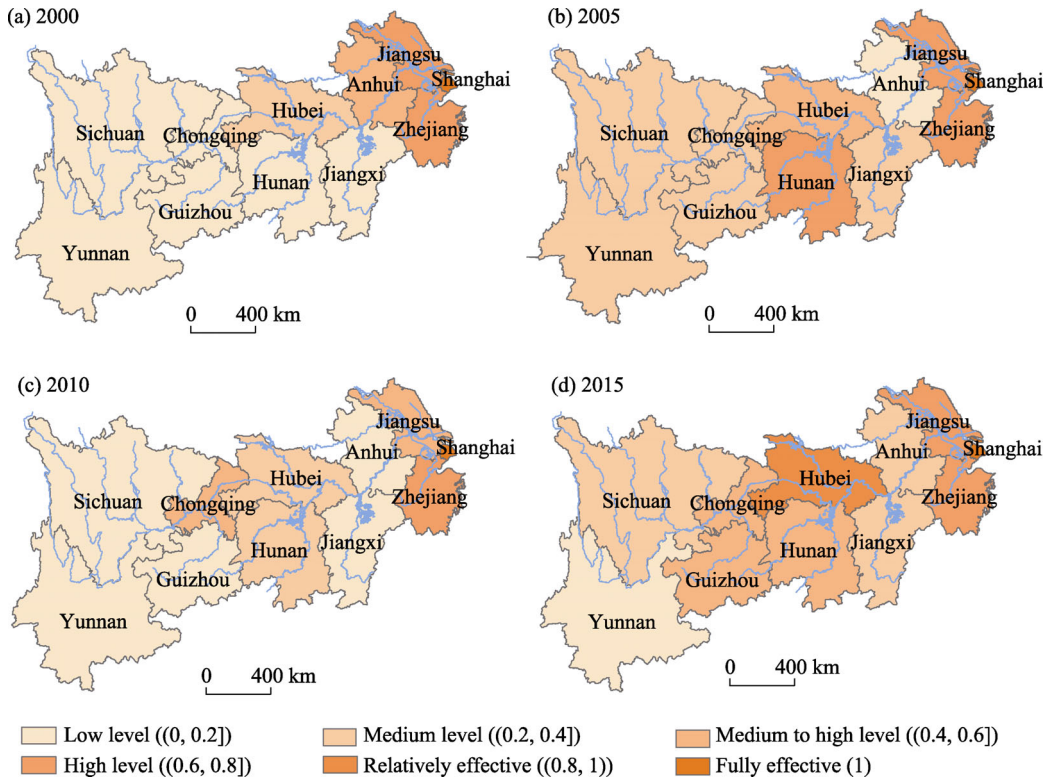 (a) 2000
Jiangsu
Anhui
Shanghai
Hubei
Sichuan
Chongqing
Zhejiang
Hunan
Jiangxi
Guizhou
Yunnan
0 400 km
(b) 2005
Jiangsu
Anhui
Shanghai
Hubei
Sichuan
Chongqing
Zhejiang
Hunan
Jiangxi
Guizhou
Yunnan
0 400 km
(c) 2010
Jiangsu
Anhui
Shanghai
Hubei
Sichuan
Chongqing
Zhejiang
Hunan
Jiangxi
Guizhou
Yunnan
0 400 km
(d) 2015
Jiangsu
Anhui
Shanghai
Hubei
Sichuan
Chongqing
Zhejiang
Hunan
Jiangxi
Guizhou
Yunnan
0 400 km
Low level ((0, 0.2])
Medium level ((0.2, 0.4])
Medium to high level ((0.4, 0.6])
High level ((0.6, 0.8])
Relatively effective ((0.8, 1))
Fully effective (1)